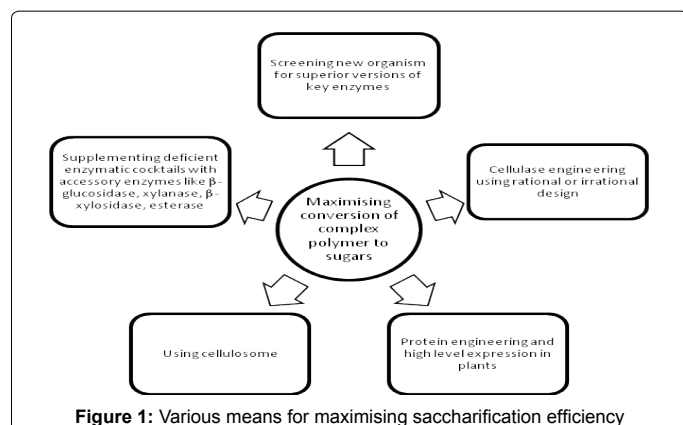 Screening new organism
for superior versions of
key enzymes
Supplementing deficient
enzymatic cocktails with
accessory enzymes like β-
glucosidase, xylanase, β-
xylosidase, esterase
Cellulase engineering
using rational or irrational
design
Maximising
conversion of
complex
polymer to
sugars
Using cellulosome
Protein engineering and
high level expression in
plants
Figure 1: Various means for maximising saccharification efficiency